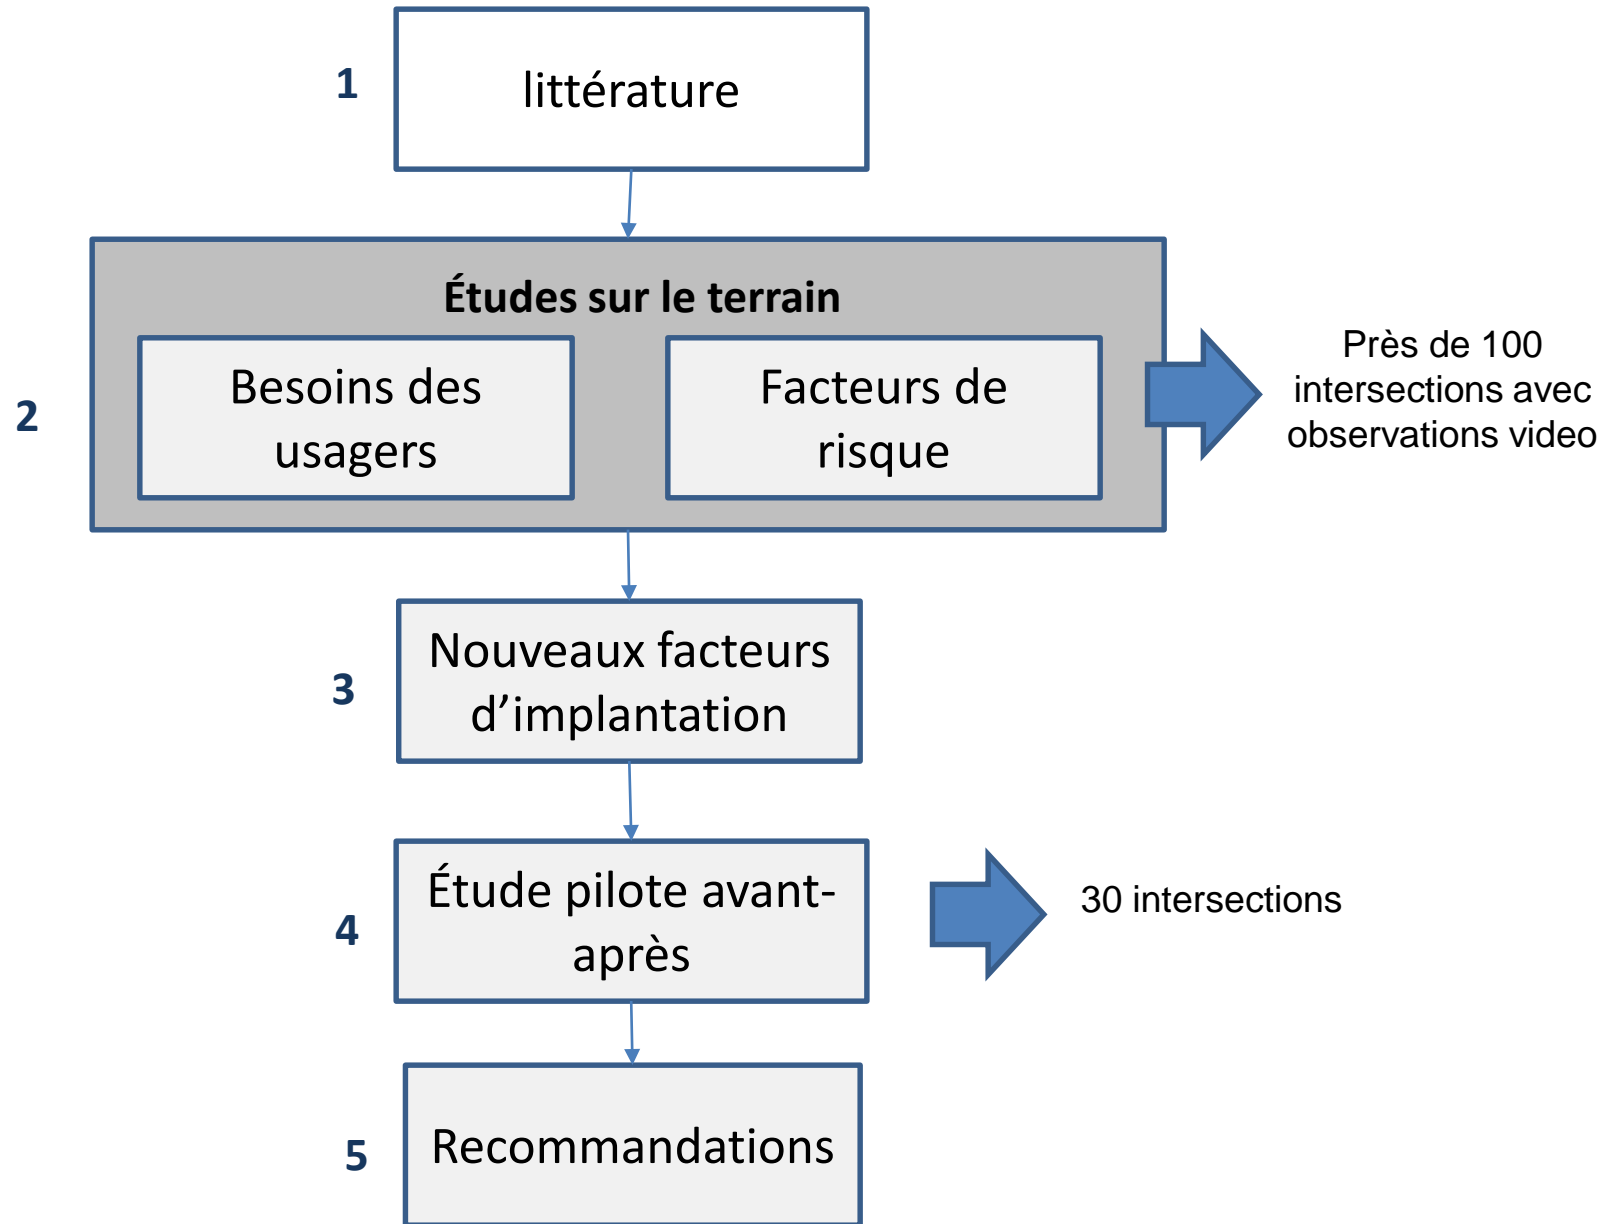 1
littérature
Études sur le terrain
2
Besoins des
usagers
Facteurs de
risque
Près de 100
intersections avec
observations video
3
Nouveaux facteurs
d’implantation
4
Étude pilote avant-
après
30 intersections
5
Recommandations